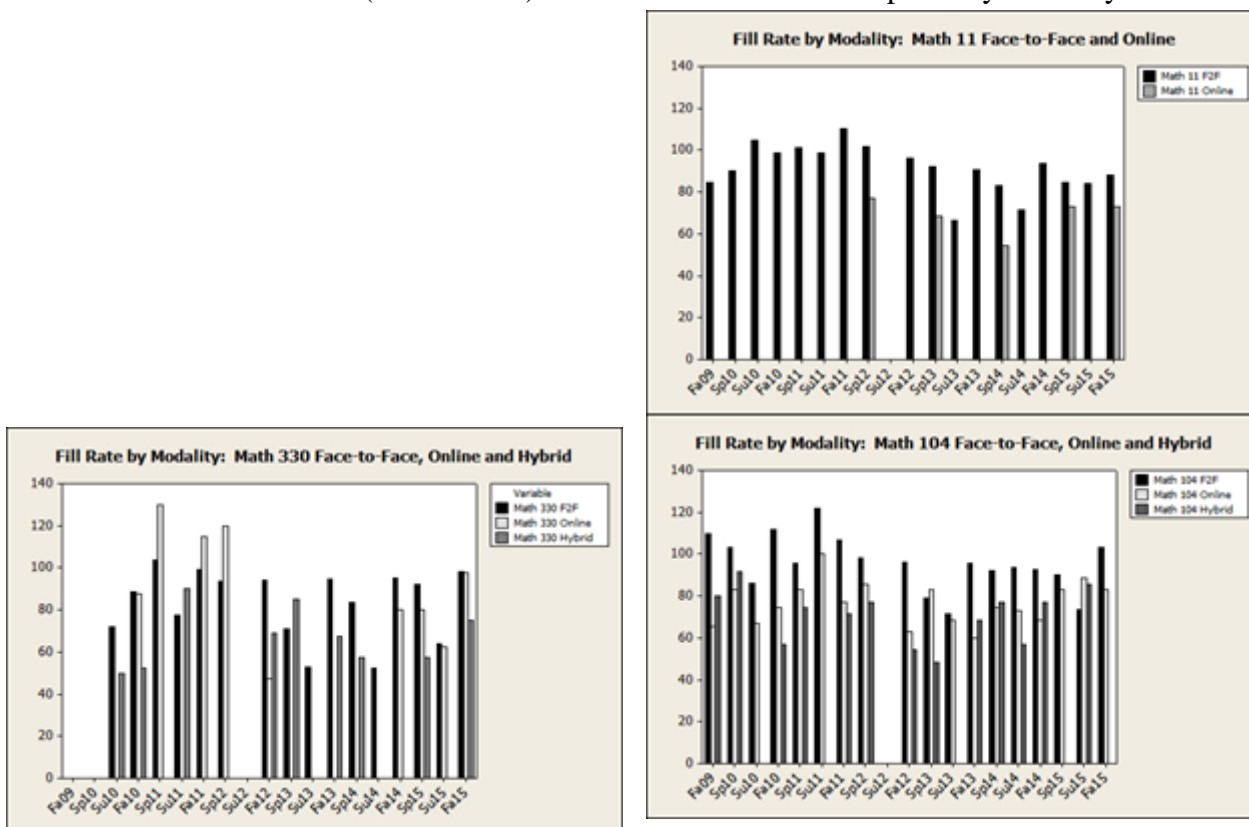 Fill Rate by Modality: Math 11 Face-to-Face and Online
Math 11 F2F
Math 11 Online
140
120
100
80
60
40
20
0
Fa09 Sp10 Su10 Fa10 Sp11 Su11 Fa11 Sp12 Su12 Fa12 Sp13 Su13 Fa13 Sp14 Su14 Fa14 Sp15 Su15 Fa15
Fill Rate by Modality: Math 330 Face-to-Face, Online and Hybrid
Variable
Math 330 F2F
Math 330 Online
Math 330 Hybrid
140
120
100
80
60
40
20
0
Fa09 Sp10 Su10 Fa10 Sp11 Su11 Fa11 Sp12 Su12 Fa12 Sp13 Su13 Fa13 Sp14 Su14 Fa14 Sp15 Su15 Fa15
Fill Rate by Modality: Math 104 Face-to-Face, Online and Hybrid
Math 104 F2F
Math 104 Online
Math 104 Hybrid
140
120
100
80
60
40
20
0
Fa09 Sp10 Su10 Fa10 Sp11 Su11 Fa11 Sp12 Su12 Fa12 Sp13 Su13 Fa13 Sp14 Su14 Fa14 Sp15 Su15 Fa15